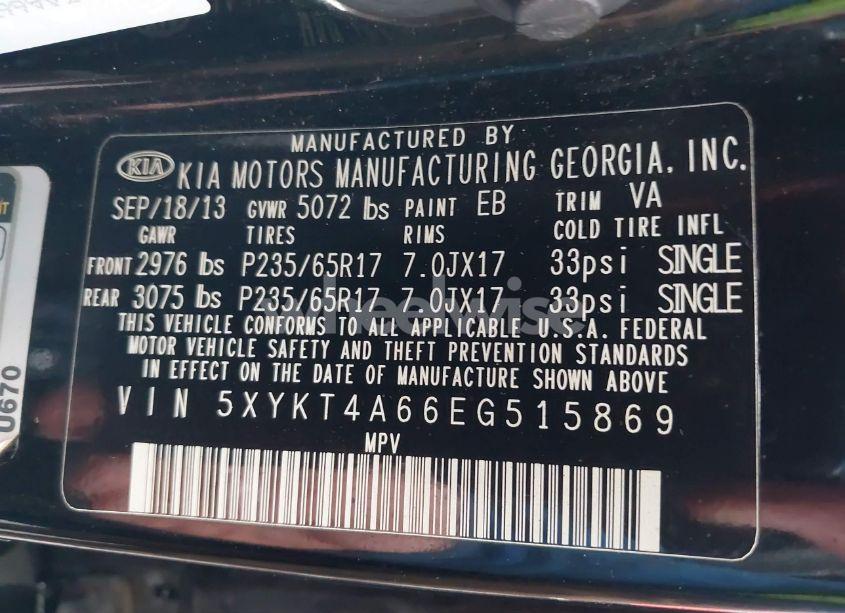 MANUFACTURED BY
KIA KIA MOTORS MANUFACTURING GEORGIA, INC.
SEP/18/13 GVWR 5072 lbs PAINT EB TRIM VA
GAWR TIRES RIMS COLD TIRE INFL
FRONT 2976 lbs P235/65R17 7.0JX17 33psi SINGLE
REAR 3075 lbs P235/65R17 7.0JX17 33psi SINGLE
wheelwise
THIS VEHICLE CONFORMS TO ALL APPLICABLE U.S.A. FEDERAL
MOTOR VEHICLE SAFETY AND THEFT PREVENTION STANDARDS
IN EFFECT ON THE DATE OF MANUFACTURE SHOWN ABOVE
VIN 5XYKT4A66EG515869
MPV
U670